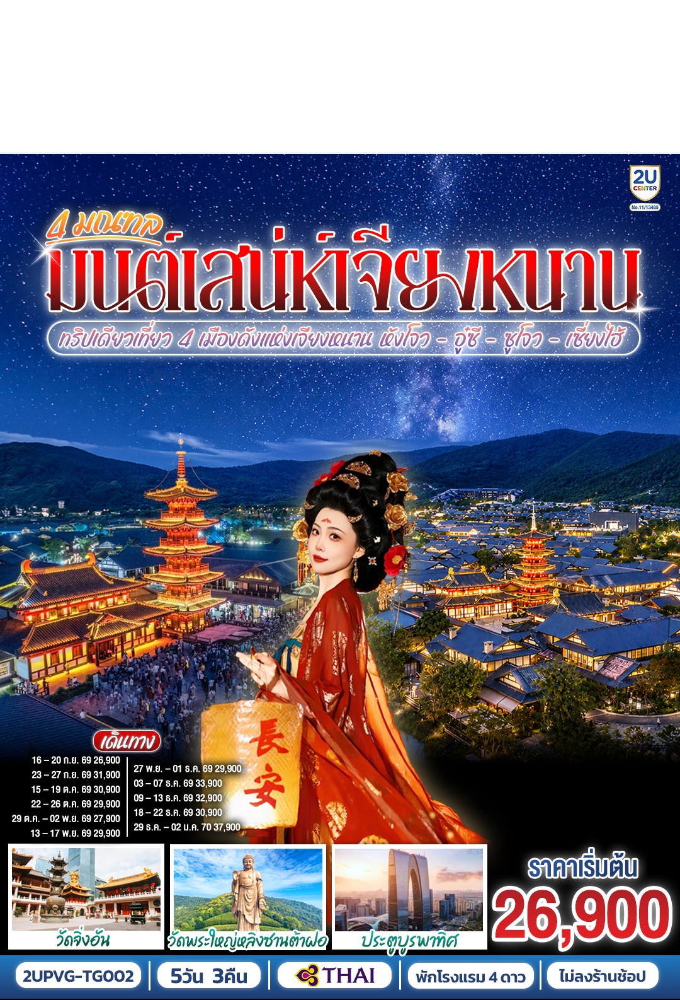 2U
CENTER
No.11/13488
4 มณฑล
มนต์เสน่ห์เจียงหนาน
ทริปเดียวเที่ยว 4 เมืองดังแห่งเจียงหนาน หังโจว - อู๋ซี - ซูโจว - เซี่ยงไฮ้
長
安
เดินทาง
16 – 20 ก.ย. 69 26,900
23 – 27 ก.ย. 69 31,900
15 – 19 ต.ค. 69 30,900
22 – 26 ต.ค. 69 29,900
29 ต.ค. – 02 พ.ย. 69 27,900
13 – 17 พ.ย. 69 29,900
27 พ.ย. – 01 ธ.ค. 69 29,900
03 – 07 ธ.ค. 69 33,900
09 – 13 ธ.ค. 69 32,900
18 – 22 ธ.ค. 69 30,900
29 ธ.ค. – 02 ม.ค. 70 37,900
วัดจิ่งอัน
วัดพระใหญ่หลิงซานต้าฝอ
ประตูบูรพาทิศ
ราคาเริ่มต้น
26,900
2UPVG-TG002
5วัน 3คืน
THAI
พักโรงแรม 4 ดาว
ไม่ลงร้านช้อป